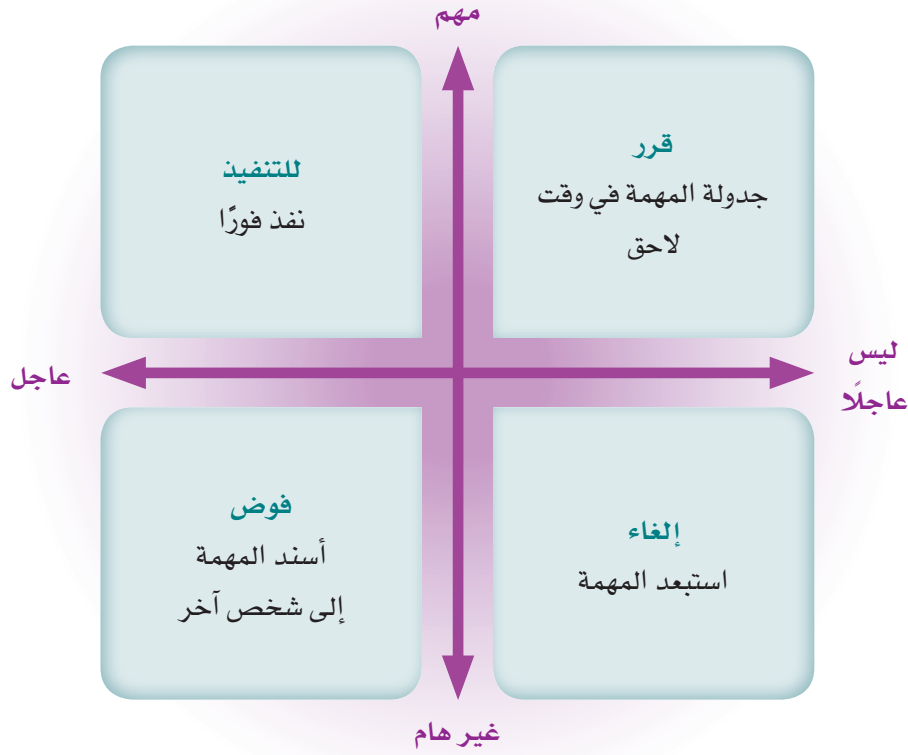 مهم
قرر
جدولة المهمة في وقت
لاحق
للتنفيذ
نفذ فورًا
ليس
عاجلًا
عاجل
إلغاء
استبعد المهمة
فوض
أسند المهمة
إلى شخص آخر
غير هام